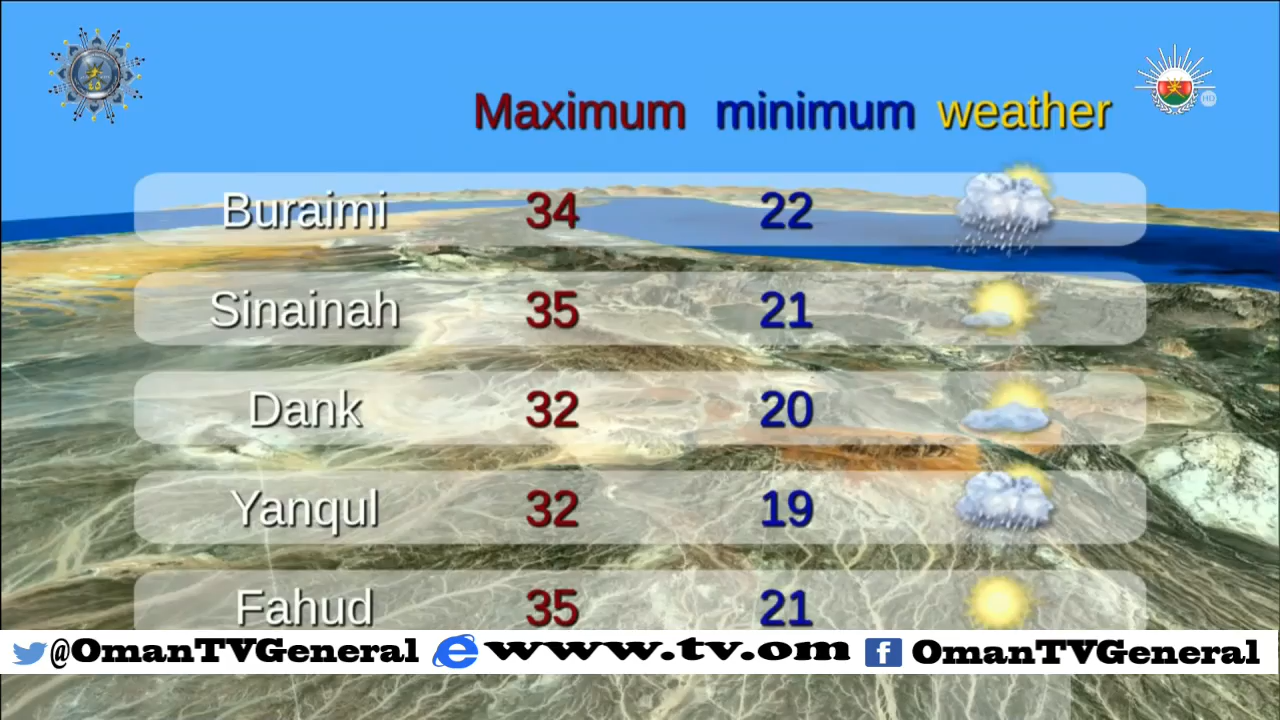 Maximum minimum weather
HD
Buraimi 34 22
Sinainah 35 21
Dank 32 20
Yanqul 32 19
Fahud 35 21
@OmanTVGeneral www.tv.om f OmanTVGeneral